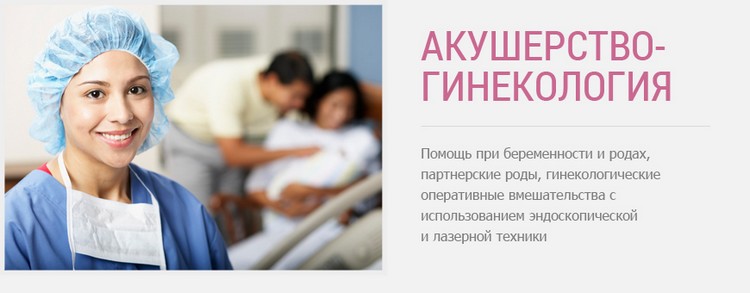 АКУШЕРСТВО-
ГИНЕКОЛОГИЯ
Помощь при беременности и родах,
партнерские роды, гинекологические
оперативные вмешательства с
использованием эндоскопической
и лазерной техники